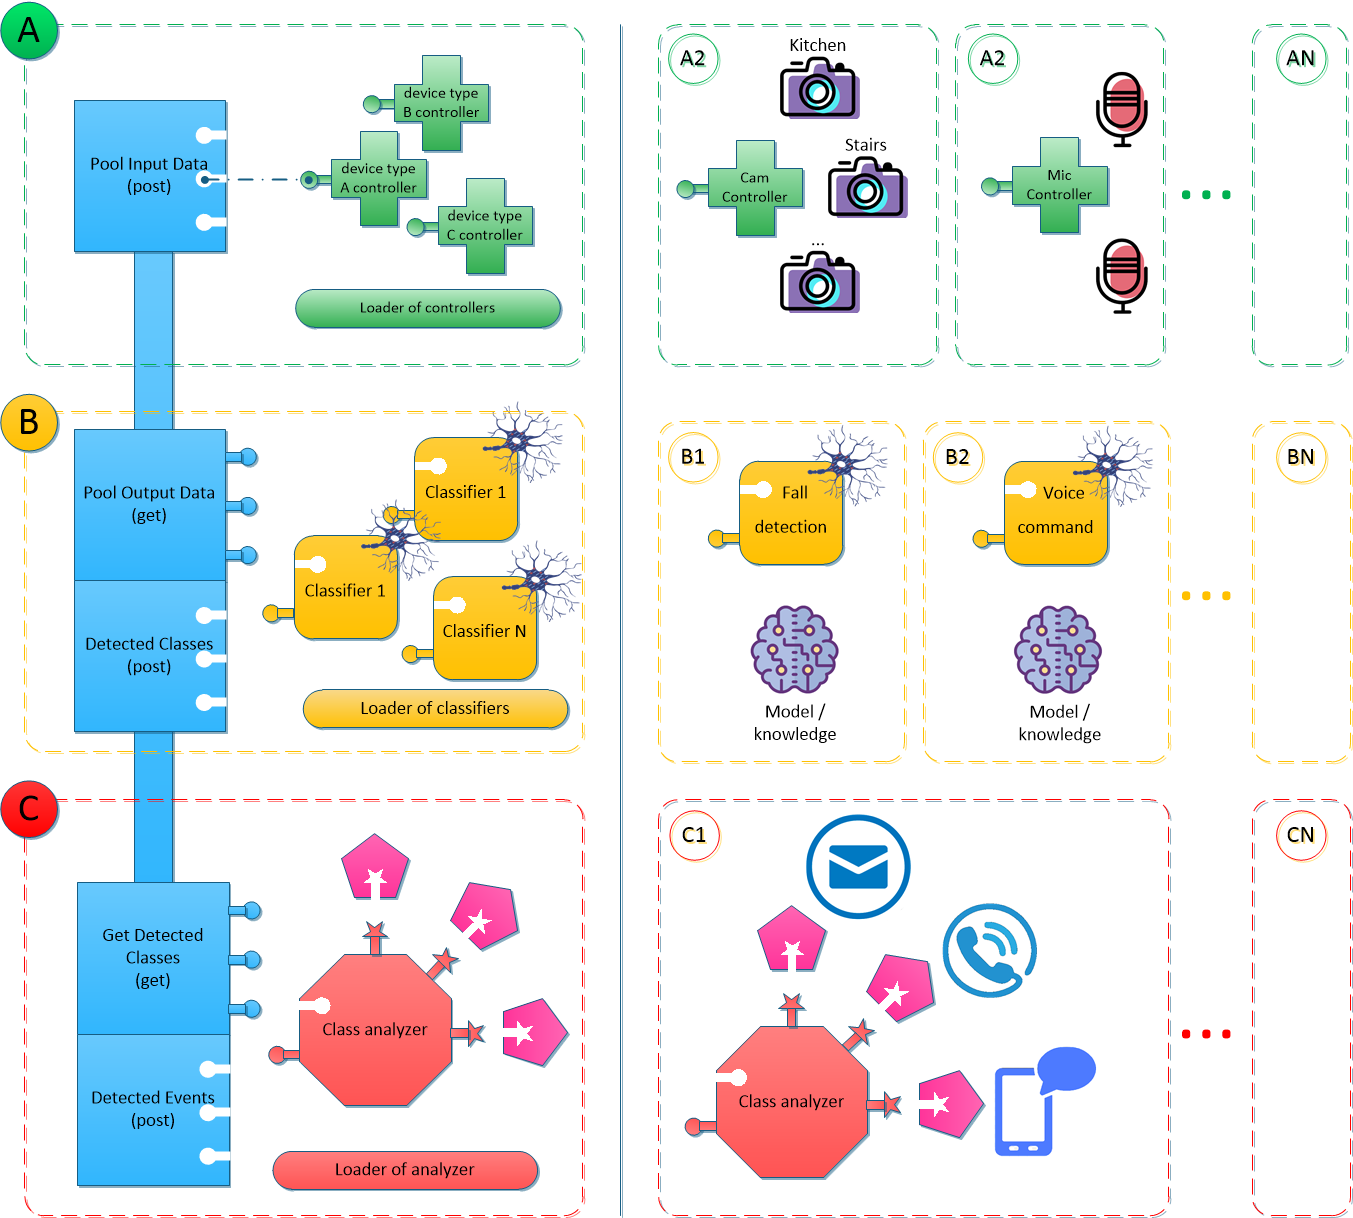 A
Pool Input Data
(post)
device type
B controller
device type
A controller
device type
C controller
Loader of controllers
A2
Kitchen
Cam
Controller
Stairs
...
A2
Mic
Controller
AN
B
Pool Output Data
(get)
Detected Classes
(post)
Classifier 1
Classifier 1
Classifier N
Loader of classifiers
B1
Fall
detection
Model /
knowledge
B2
Voice
command
Model /
knowledge
BN
C
Get Detected
Classes
(get)
Detected Events
(post)
Class analyzer
Loader of analyzer
C1
Class analyzer
CN